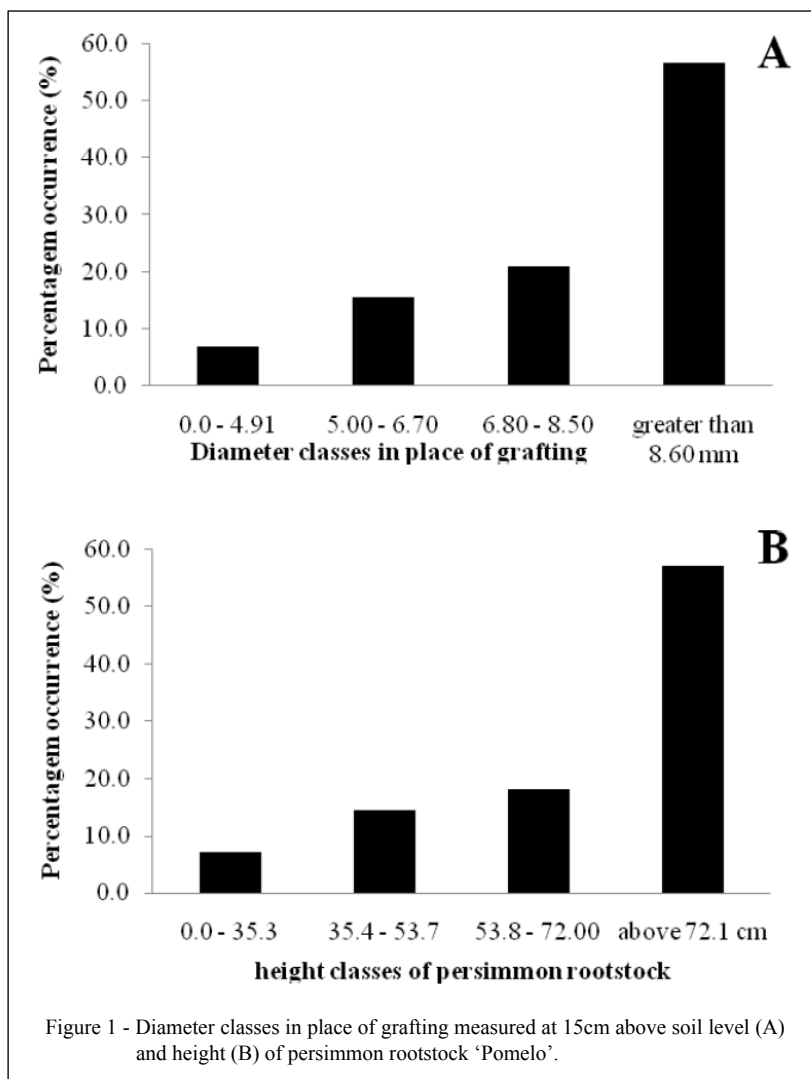 A
Percentagem occurrence (%)
60.0
50.0
40.0
30.0
20.0
10.0
0.0
0.0 - 4.91 5.00 - 6.70 6.80 - 8.50 greater than
8.60 mm
Diameter classes in place of grafting
B
Percentagem occurrence (%)
60.0
50.0
40.0
30.0
20.0
10.0
0.0
0.0 - 35.3 35.4 - 53.7 53.8 - 72.00 above 72.1 cm
height classes of persimmon rootstock
Figure 1 - Diameter classes in place of grafting measured at 15cm above soil level (A)
and height (B) of persimmon rootstock ‘Pomelo’.